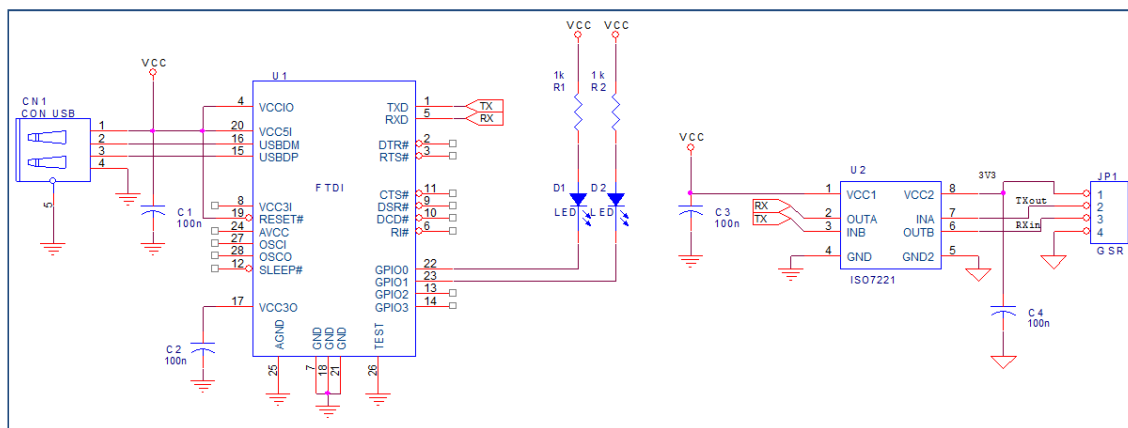 CN1
CON USB
1
2
3
4
5
VCC
C1
100n
C2
100n
U1
FTDI
4 VCCIO
20 VCC5I
16 USBDM
15 USBDP
8 VCC3I
19 RESET#
24 AVCC
27 OSCI
28 OSCO
12 SLEEP#
17 VCC3O
TXD 1 TX
RXD 5 RX
DTR# 2
RTS# 3
CTS# 11
DSR# 9
DCD# 10
RI# 6
GPIO0 22
GPIO1 23
GPIO2 13
GPIO3 14
AGND GND GND GND TEST
25 7 18 21 26
VCC VCC
1k 1k
R1 R2
D1 D2
LED LED
VCC
C3
100n
RX
TX
U2
1 VCC1 VCC2 8 3V3
2 OUTA INA 7 TXout
3 INB OUTB 6 RXin
4 GND GND2 5
ISO7221
JP1
1
2
3
4
GSR
C4
100n